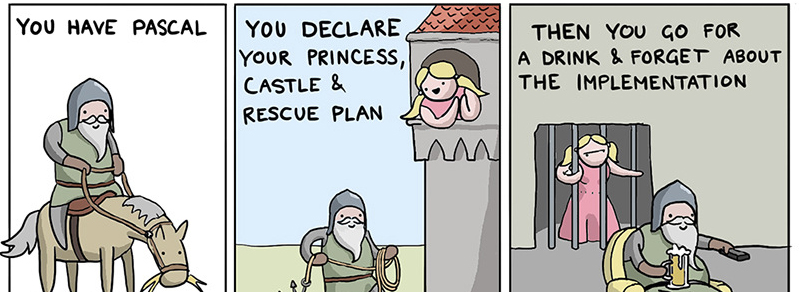 YOU HAVE PASCAL
YOU DECLARE
YOUR PRINCESS,
CASTLE &
RESCUE PLAN
THEN YOU GO FOR
A DRINK & FORGET ABOUT
THE IMPLEMENTATION